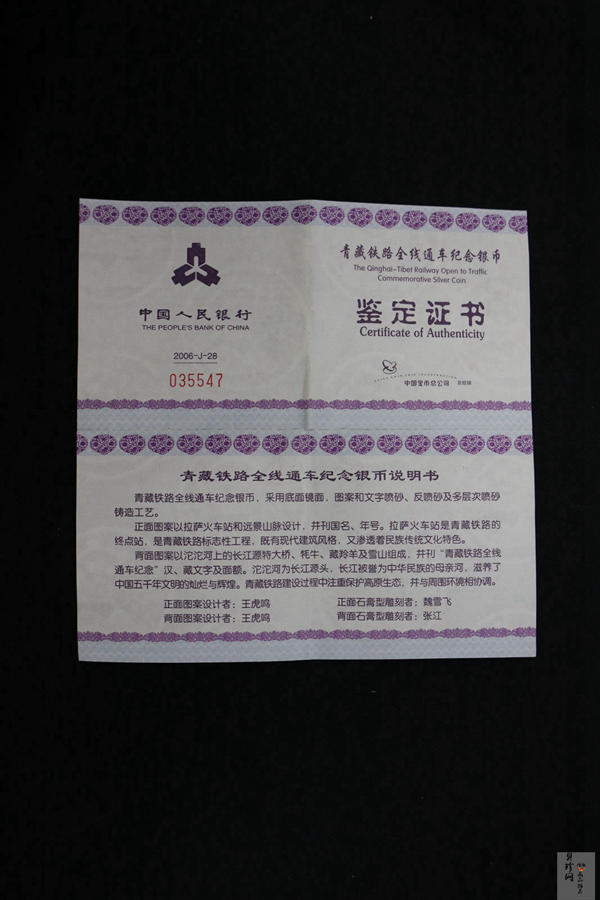 中国人民银行
THE PEOPLE'S BANK OF CHINA
2006-J-28
035547
青藏铁路全线通车纪念银币
The Qinghai-Tibet Railway Open to Traffic
Commemorative Silver Coin
鉴定证书
Certificate of Authenticity
CHINA GOLD COIN INCORPORATION
中国金币总公司
青藏铁路全线通车纪念银币说明书
青藏铁路全线通车纪念银币，采用底面镜面，图案和文字喷砂、反喷砂及多层次喷砂
铸造工艺。
正面图案以拉萨火车站和远景山脉设计，并刊国名、年号。拉萨火车站是青藏铁路的
终点站，是青藏铁路标志性工程，既有现代建筑风格，又渗透着民族传统文化特色。
背面图案以沱沱河上的长江源特大桥、牦牛、藏羚羊及雪山组成，并刊“青藏铁路全线
通车纪念”汉、藏文字及面额。沱沱河为长江源头，长江被誉为中华民族的母亲河，滋养了
中国五千年文明的灿烂与辉煌。青藏铁路建设过程中注重保护高原生态，并与周围环境相协调。
正面图案设计者：王虎鸣
正面石膏型雕刻者：魏雪飞
背面图案设计者：王虎鸣
背面石膏型雕刻者：张江